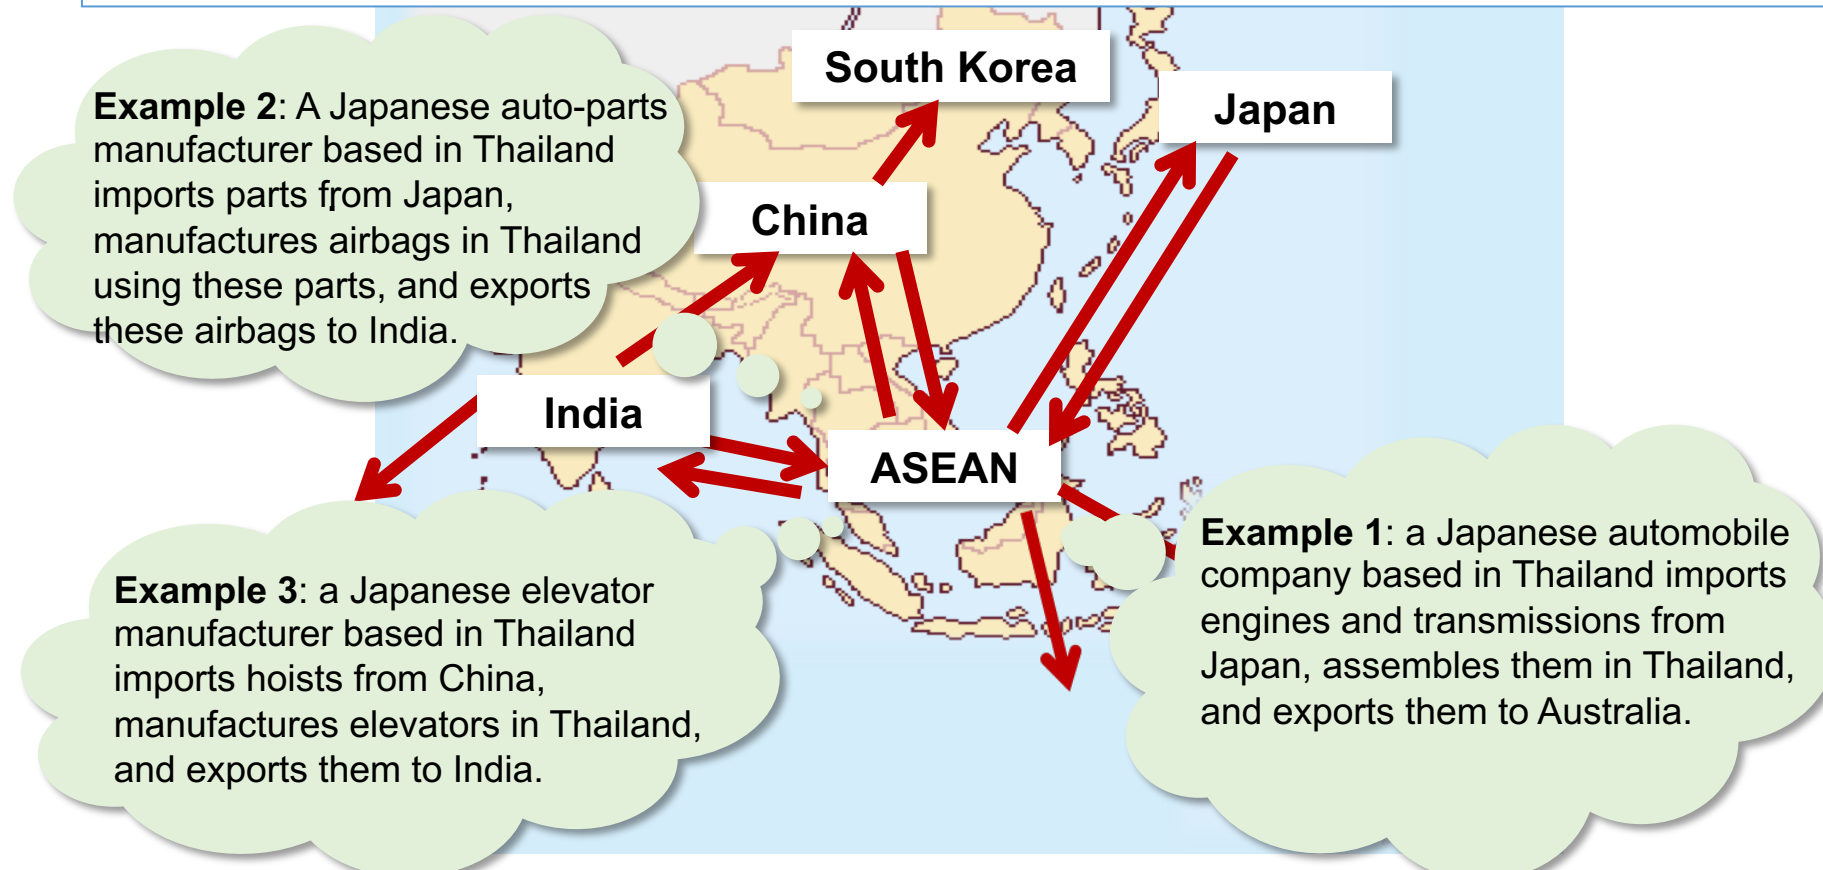 South Korea
Japan
Example 2: A Japanese auto-parts
manufacturer based in Thailand
imports parts from Japan,
manufactures airbags in Thailand
using these parts, and exports
these airbags to India.
China
India
ASEAN
Example 1: a Japanese automobile
company based in Thailand imports
engines and transmissions from
Japan, assembles them in Thailand,
and exports them to Australia.
Example 3: a Japanese elevator
manufacturer based in Thailand
imports hoists from China,
manufactures elevators in Thailand,
and exports them to India.